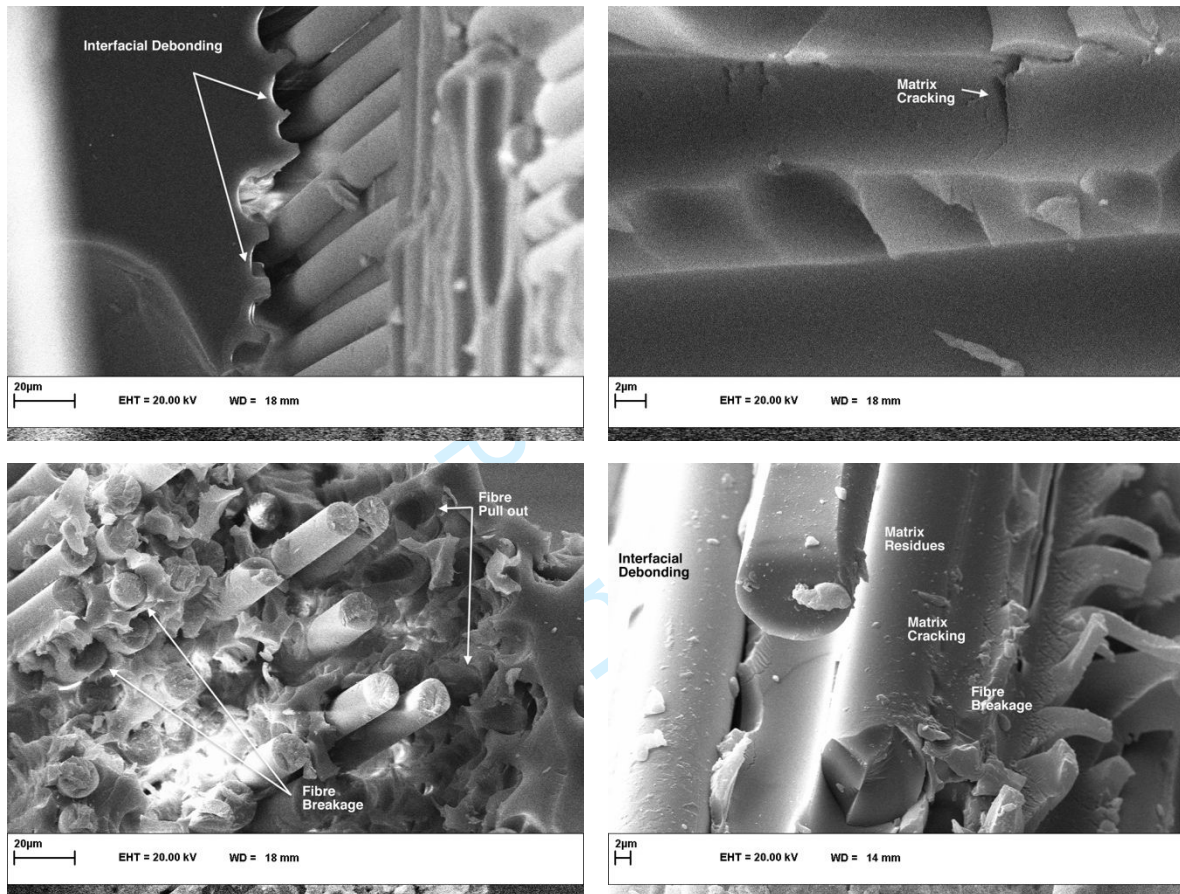 Interfacial Debonding
20µm
EHT = 20.00 kV WD = 18 mm
Matrix
Cracking
2µm
EHT = 20.00 kV WD = 18 mm
Fibre
Pull out
Fibre
Breakage
20µm
EHT = 20.00 kV WD = 18 mm
Interfacial
Debonding
Matrix
Residues
Matrix
Cracking
Fibre
Breakage
2µm
EHT = 20.00 kV WD = 14 mm